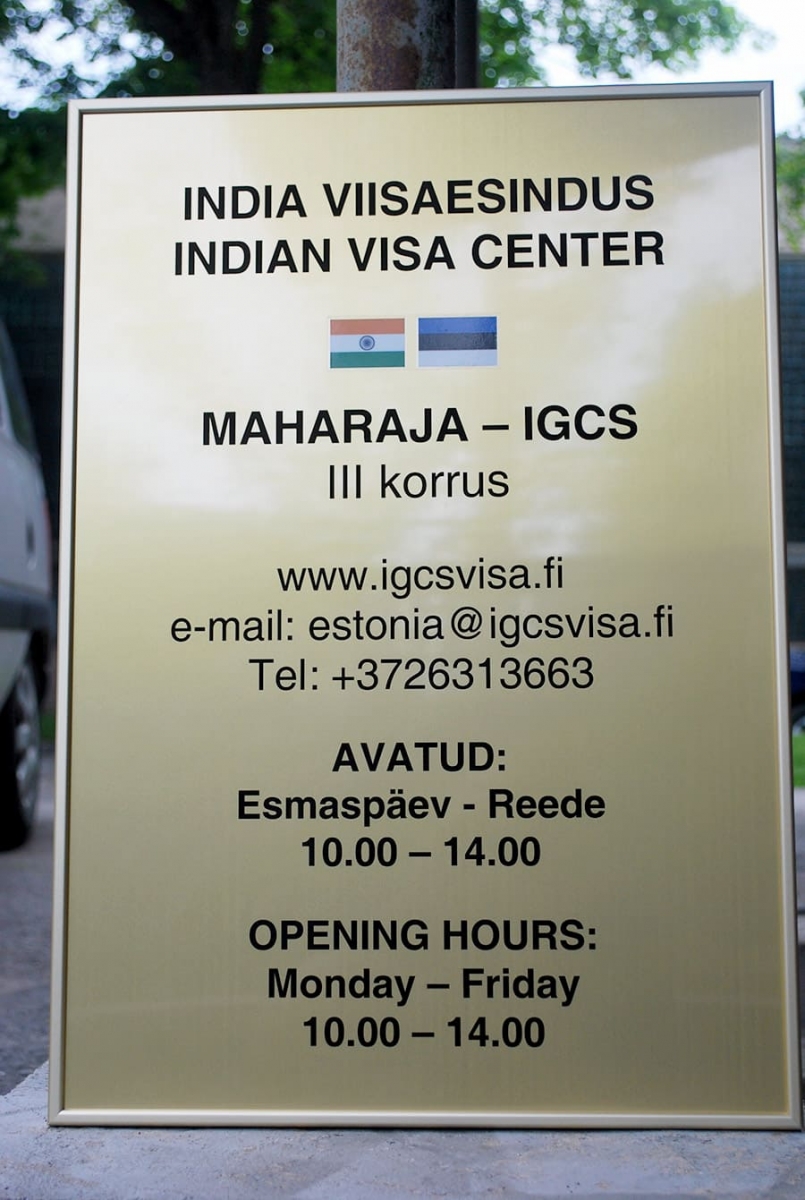 INDIA VIISAESINDUS
INDIAN VISA CENTER
MAHARAJA – IGCS
III korrus
www.igcsvisa.fi
e-mail: estonia@igcsvisa.fi
Tel: +3726313663
AVATUD:
Esmaspäev - Reede
10.00 – 14.00
OPENING HOURS:
Monday – Friday
10.00 – 14.00